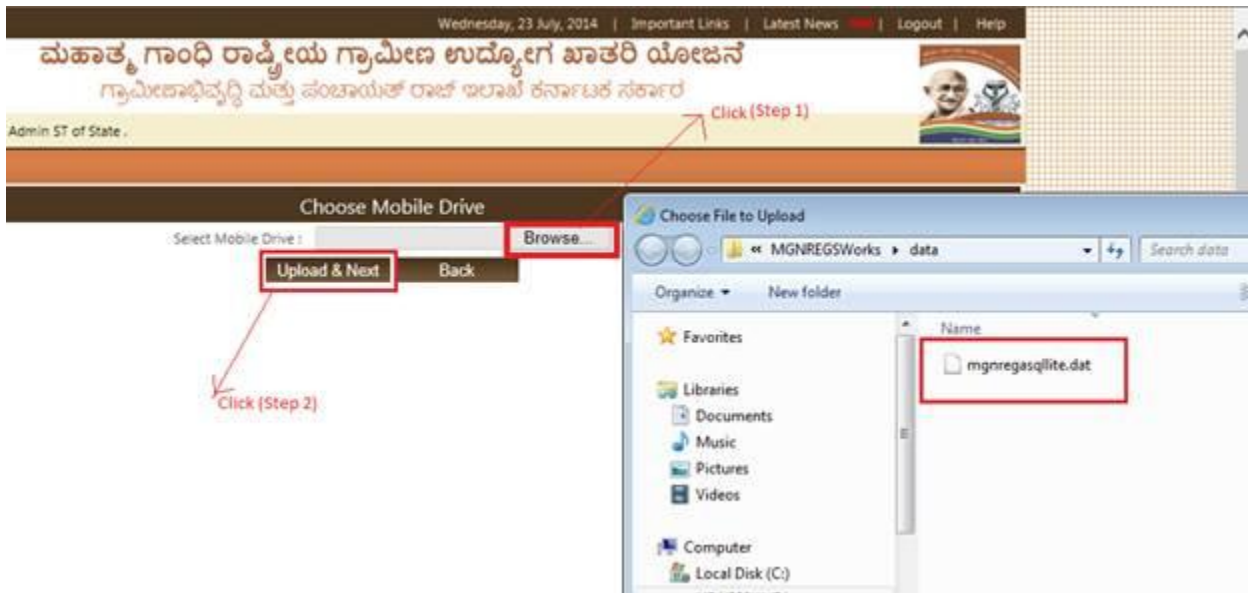 Wednesday, 23 July, 2014 | Important Links | Latest News | Logout | Help
ಮಹಾತ್ಮ ಗಾಂಧಿ ರಾಷ್ಟ್ರೀಯ ಗ್ರಾಮೀಣ ಉದ್ಯೋಗ ಖಾತರಿ ಯೋಜನೆ
ಗ್ರಾಮೀಣಾಭಿವೃದ್ಧಿ ಮತ್ತು ಪಂಚಾಯತ್ ರಾಜ್ ಇಲಾಖೆ ಕರ್ನಾಟಕ ಸರ್ಕಾರ
Click (Step 1)
Admin ST of State .
Choose Mobile Drive
Select Mobile Drive :
Browse...
Upload & Next
Back
Click (Step 2)
Choose File to Upload
« MGNREGSWorks ▸ data
Search data
Organize
New folder
Name
Favorites
mgnregasqllite.dat
Libraries
Documents
Music
Pictures
Videos
Computer
Local Disk (C:)